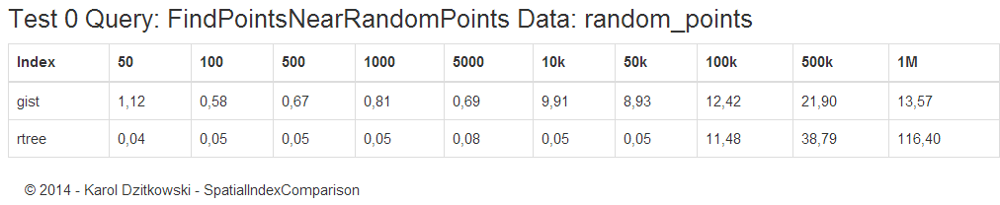 Test 0 Query: FindPointsNearRandomPoints Data: random_points
Index 50 100 500 1000 5000 10k 50k 100k 500k 1M
gist 1,12 0,58 0,67 0,81 0,69 9,91 8,93 12,42 21,90 13,57
rtree 0,04 0,05 0,05 0,05 0,08 0,05 0,05 11,48 38,79 116,40
© 2014 - Karol Dzitkowski - SpatialIndexComparison